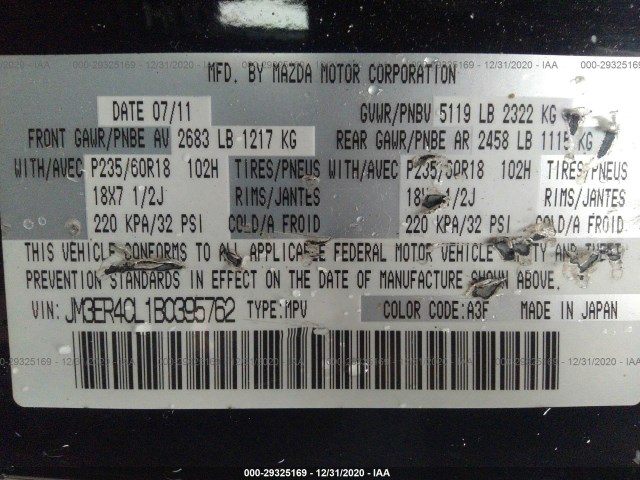 000-29325169 - 12/31/2020 - IAA
MFD. BY MAZDA MOTOR CORPORATION
DATE 07/11 GVWR/PNBV 5119 LB 2322 KG
FRONT GAWR/PNBE AV 2683 LB 1217 KG REAR GAWR/PNBE AR 2458 LB 1115 KG
WITH/AVEC P235/60R18 102H TIRES/PNEUS WITH/AVEC P235/60R18 102H TIRES/PNEUS
18X7 1/2J RIMS/JANTES 18X7 1/2J RIMS/JANTES
220 KPA/32 PSI COLD/A FROID 220 KPA/32 PSI COLD/A FROID
THIS VEHICLE CONFORMS TO ALL APPLICABLE FEDERAL MOTOR VEHICLE SAFETY AND THEFT
PREVENTION STANDARDS IN EFFECT ON THE DATE OF MANUFACTURE SHOWN ABOVE.
VIN: JM3ER4CL1B0395762 TYPE:MPV COLOR CODE:A3F MADE IN JAPAN
000-29325169 - 12/31/2020 - IAA